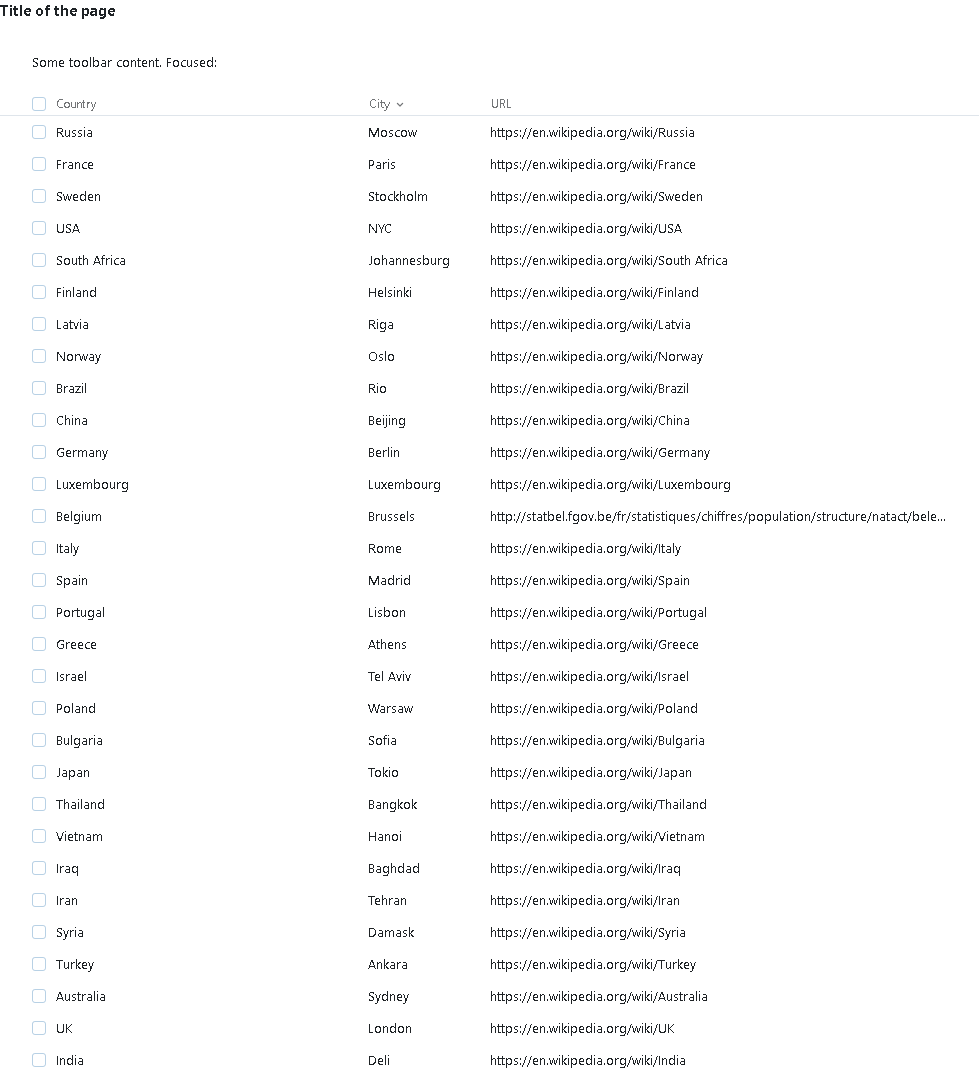 Title of the page
Some toolbar content. Focused:
Country City URL
Russia Moscow https://en.wikipedia.org/wiki/Russia
France Paris https://en.wikipedia.org/wiki/France
Sweden Stockholm https://en.wikipedia.org/wiki/Sweden
USA NYC https://en.wikipedia.org/wiki/USA
South Africa Johannesburg https://en.wikipedia.org/wiki/South Africa
Finland Helsinki https://en.wikipedia.org/wiki/Finland
Latvia Riga https://en.wikipedia.org/wiki/Latvia
Norway Oslo https://en.wikipedia.org/wiki/Norway
Brazil Rio https://en.wikipedia.org/wiki/Brazil
China Beijing https://en.wikipedia.org/wiki/China
Germany Berlin https://en.wikipedia.org/wiki/Germany
Luxembourg Luxembourg https://en.wikipedia.org/wiki/Luxembourg
Belgium Brussels http://statbel.fgov.be/fr/statistiques/chiffres/population/structure/natact/bele...
Italy Rome https://en.wikipedia.org/wiki/Italy
Spain Madrid https://en.wikipedia.org/wiki/Spain
Portugal Lisbon https://en.wikipedia.org/wiki/Portugal
Greece Athens https://en.wikipedia.org/wiki/Greece
Israel Tel Aviv https://en.wikipedia.org/wiki/Israel
Poland Warsaw https://en.wikipedia.org/wiki/Poland
Bulgaria Sofia https://en.wikipedia.org/wiki/Bulgaria
Japan Tokio https://en.wikipedia.org/wiki/Japan
Thailand Bangkok https://en.wikipedia.org/wiki/Thailand
Vietnam Hanoi https://en.wikipedia.org/wiki/Vietnam
Iraq Baghdad https://en.wikipedia.org/wiki/Iraq
Iran Tehran https://en.wikipedia.org/wiki/Iran
Syria Damask https://en.wikipedia.org/wiki/Syria
Turkey Ankara https://en.wikipedia.org/wiki/Turkey
Australia Sydney https://en.wikipedia.org/wiki/Australia
UK London https://en.wikipedia.org/wiki/UK
India Deli https://en.wikipedia.org/wiki/India